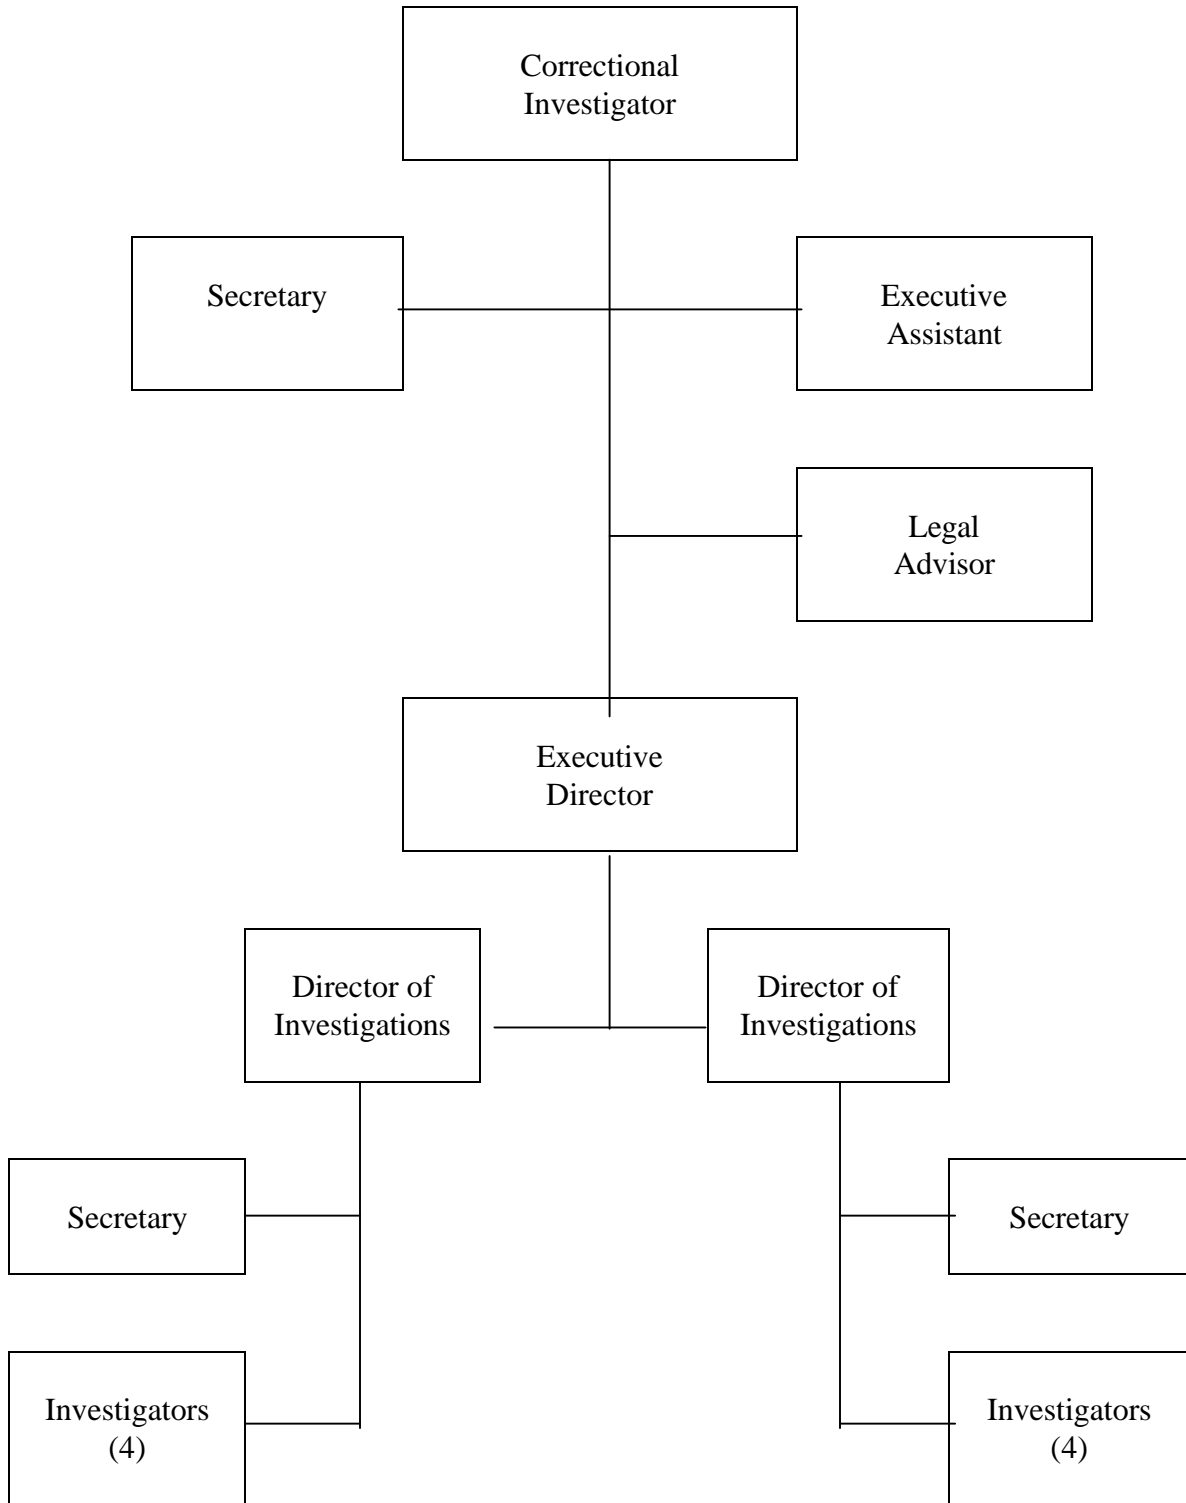 Correctional
Investigator
Secretary
Executive
Assistant
Legal
Advisor
Executive
Director
Director of
Investigations
Director of
Investigations
Secretary
Secretary
Investigators
(4)
Investigators
(4)